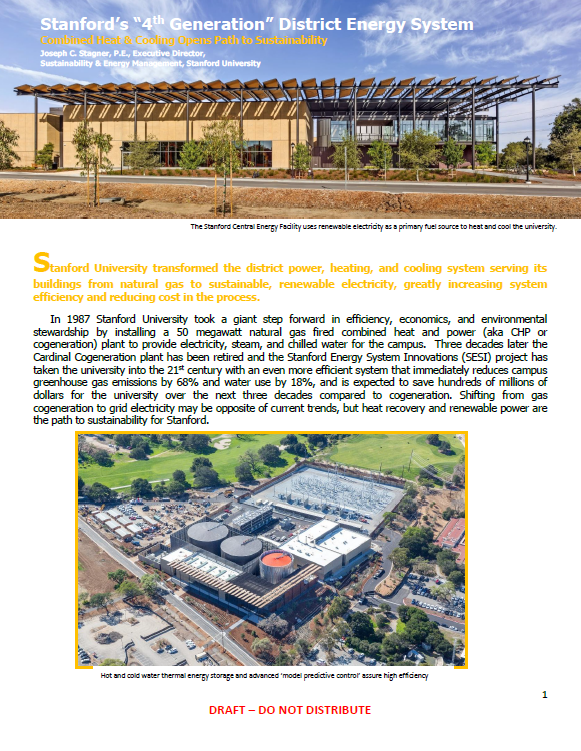 Stanford's "4th Generation" District Energy System
Combined Heat & Cooling Opens Path to Sustainability
Joseph C. Stagner, P.E., Executive Director,
Sustainability & Energy Management, Stanford University
The Stanford Central Energy Facility uses renewable electricity as a primary fuel source to heat and cool the university.
Stanford University transformed the district power, heating, and cooling system serving its
buildings from natural gas to sustainable, renewable electricity, greatly increasing system
efficiency and reducing cost in the process.
In 1987 Stanford University took a giant step forward in efficiency, economics, and environmental
stewardship by installing a 50 megawatt natural gas fired combined heat and power (aka CHP or
cogeneration) plant to provide electricity, steam, and chilled water for the campus. Three decades later the
Cardinal Cogeneration plant has been retired and the Stanford Energy System Innovations (SESI) project has
taken the university into the 21st century with an even more efficient system that immediately reduces campus
greenhouse gas emissions by 68% and water use by 18%, and is expected to save hundreds of millions of
dollars for the university over the next three decades compared to cogeneration. Shifting from gas
cogeneration to grid electricity may be opposite of current trends, but heat recovery and renewable power are
the path to sustainability for Stanford.
Hot and cold water thermal energy storage and advanced 'model predictive control' assure high efficiency
1
DRAFT – DO NOT DISTRIBUTE